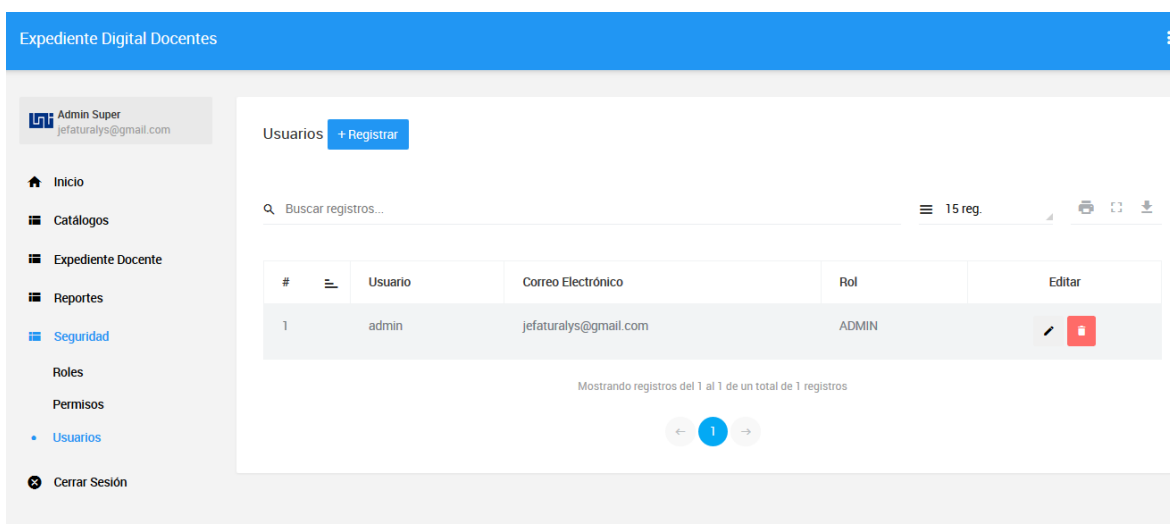 Expediente Digital Docentes
Admin Super
jefaturalys@gmail.com
Inicio
Catálogos
Expediente Docente
Reportes
Seguridad
Roles
Permisos
Usuarios
Cerrar Sesión
Usuarios + Registrar
Buscar registros...
15 reg.
# Usuario Correo Electrónico Rol Editar
1 admin jefaturalys@gmail.com ADMIN
Mostrando registros del 1 al 1 de un total de 1 registros
← 1 →